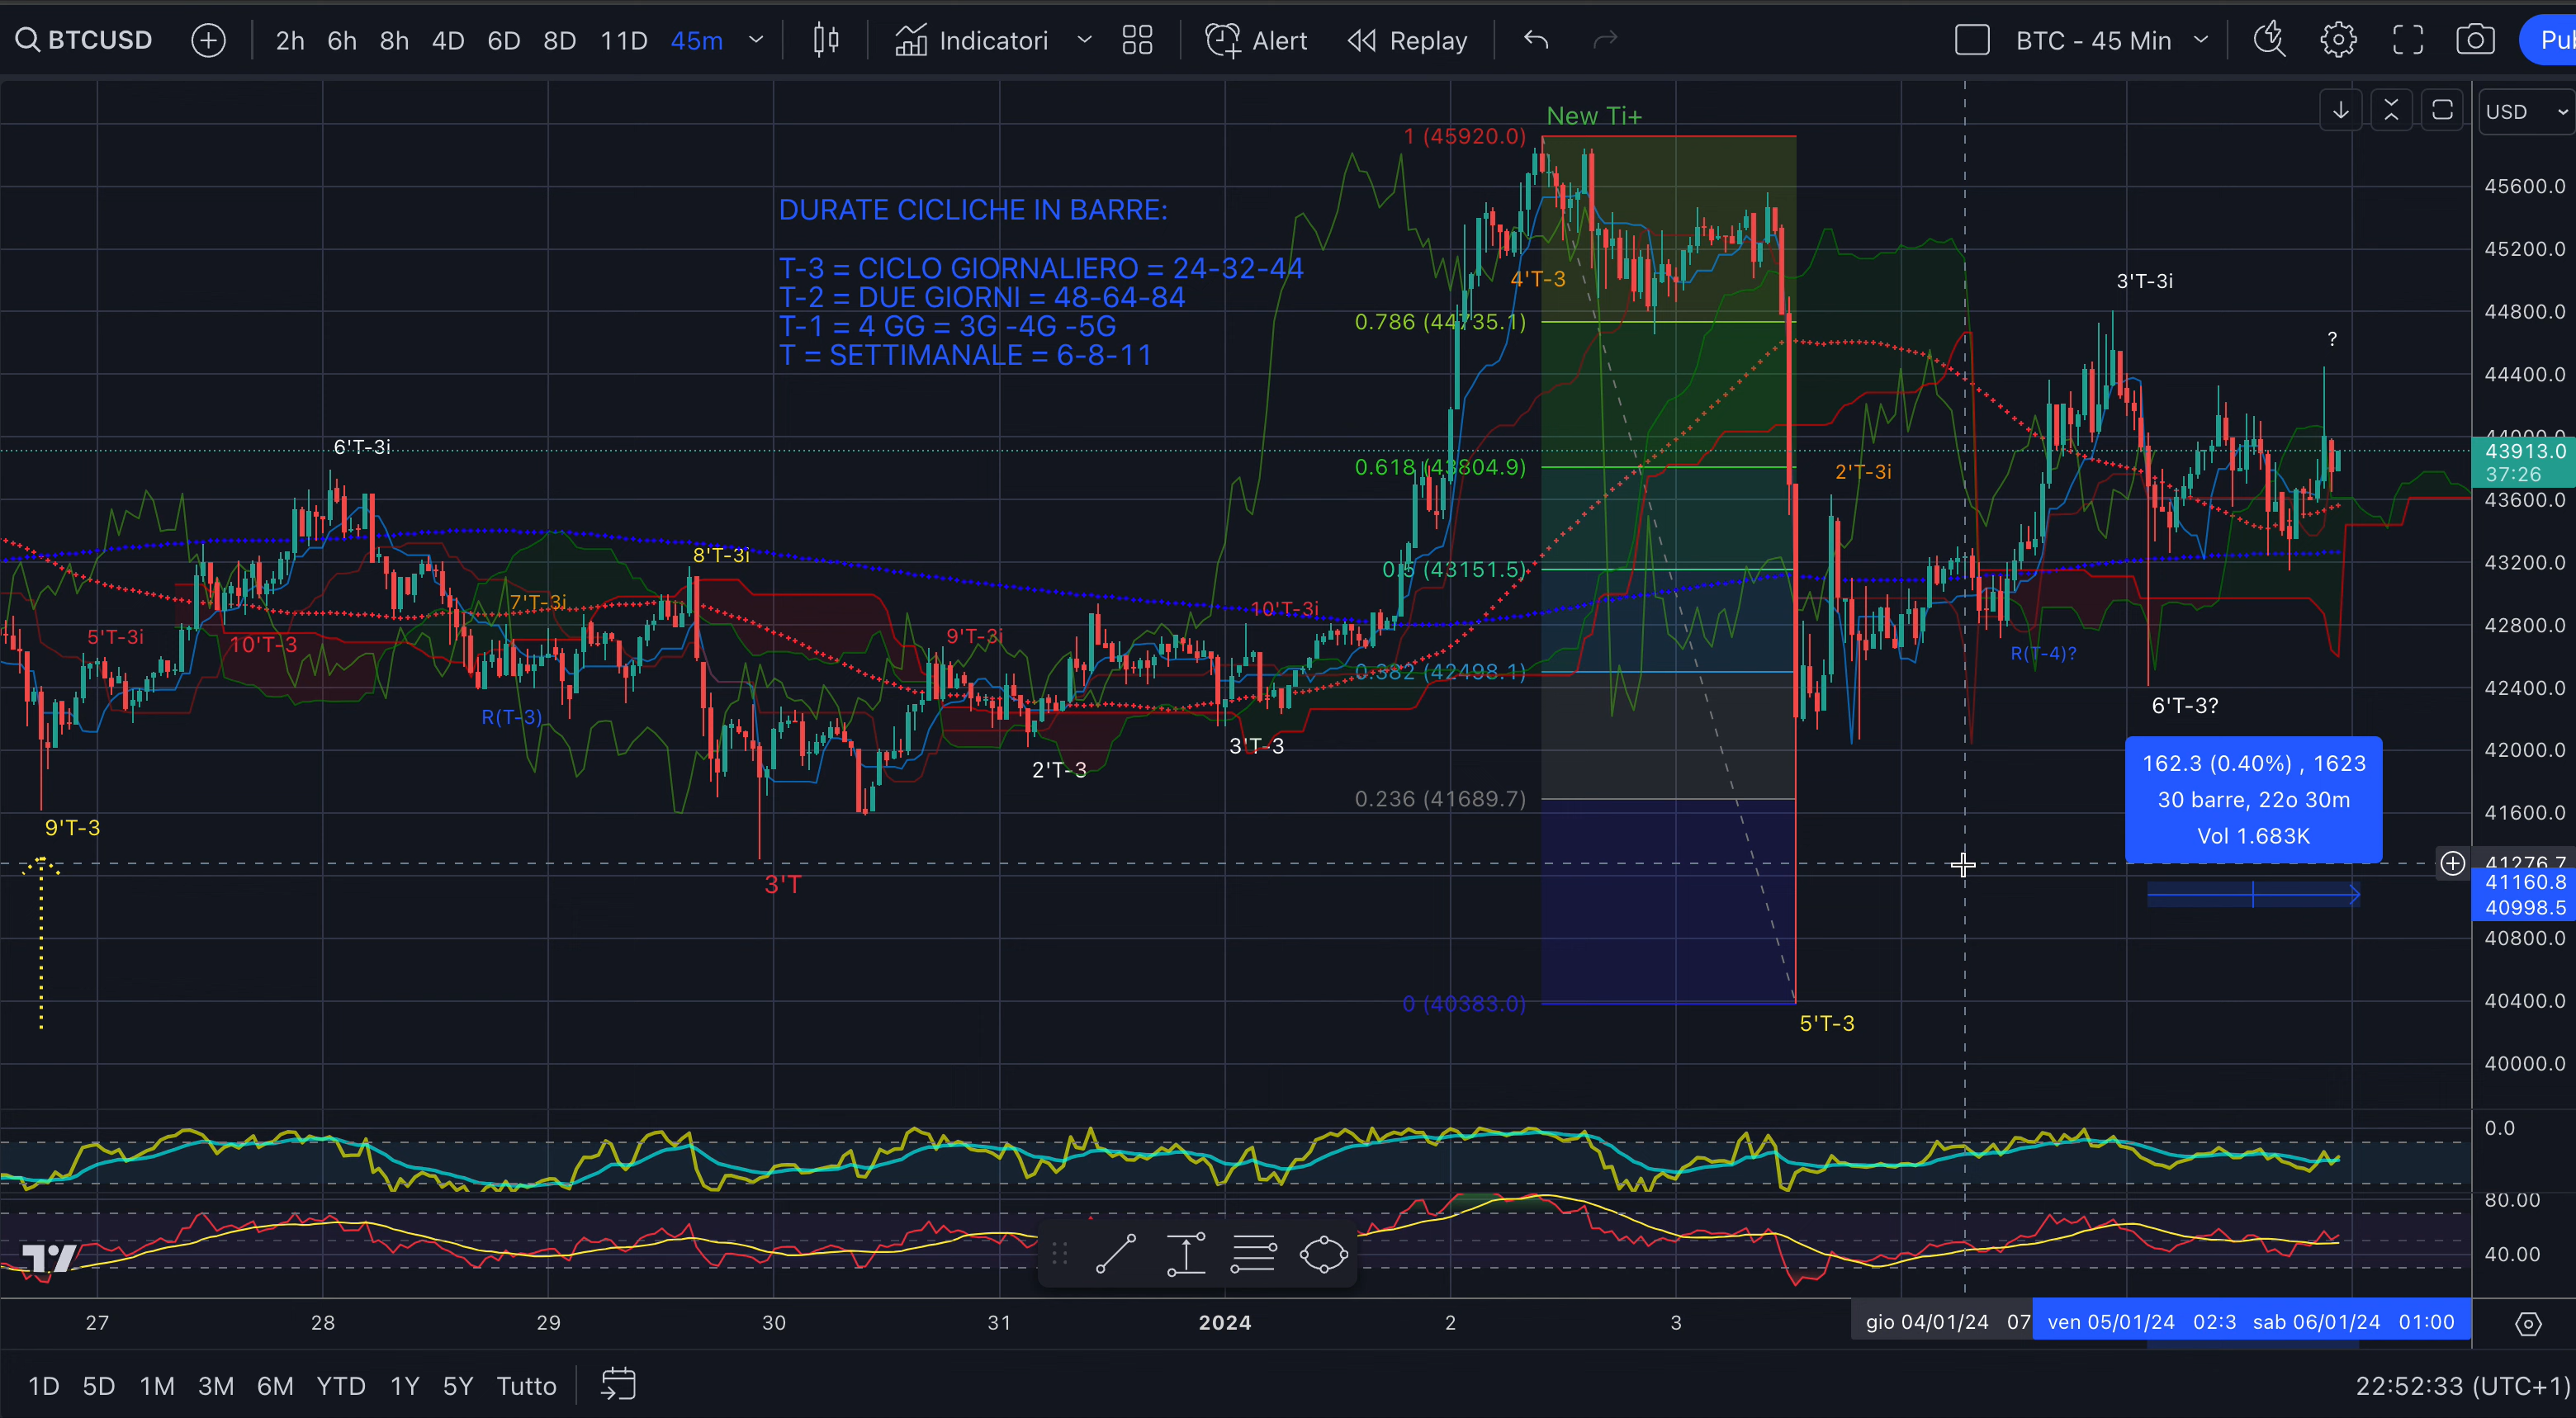 BTCUSD 2h 6h 8h 4D 6D 8D 11D 45m Indicatori Alert Replay BTC - 45 Min Pub
USD
New Ti+
1 (45920.0)
DURATE CICLICHE IN BARRE:
T-3 = CICLO GIORNALIERO = 24-32-44
T-2 = DUE GIORNI = 48-64-84
T-1 = 4 GG = 3G -4G -5G
T = SETTIMANALE = 6-8-11
4'T-3
3'T-3i
?
0.786 (44735.1)
6'T-3i
0.618 (43804.9)
2'T-3i
8'T-3i
0.5 (43151.5)
7'T-3i
10'T-3i
5'T-3i
10'T-3
9'T-3i
R(T-4)?
0.382 (42498.1)
R(T-3)
6'T-3?
3'T-3
2'T-3
162.3 (0.40%) , 1623
30 barre, 22o 30m
Vol 1.683K
0.236 (41689.7)
9'T-3
3'T
0 (40383.0)
5'T-3
45600.0
45200.0
44800.0
44400.0
44000.0
43913.0
37:26
43600.0
43200.0
42800.0
42400.0
42000.0
41600.0
41276.7
41160.8
40998.5
40800.0
40400.0
40000.0
0.0
80.00
40.00
27 28 29 30 31 2024 2 3 gio 04/01/24 07 ven 05/01/24 02:3 sab 06/01/24 01:00
1D 5D 1M 3M 6M YTD 1Y 5Y Tutto 22:52:33 (UTC+1)